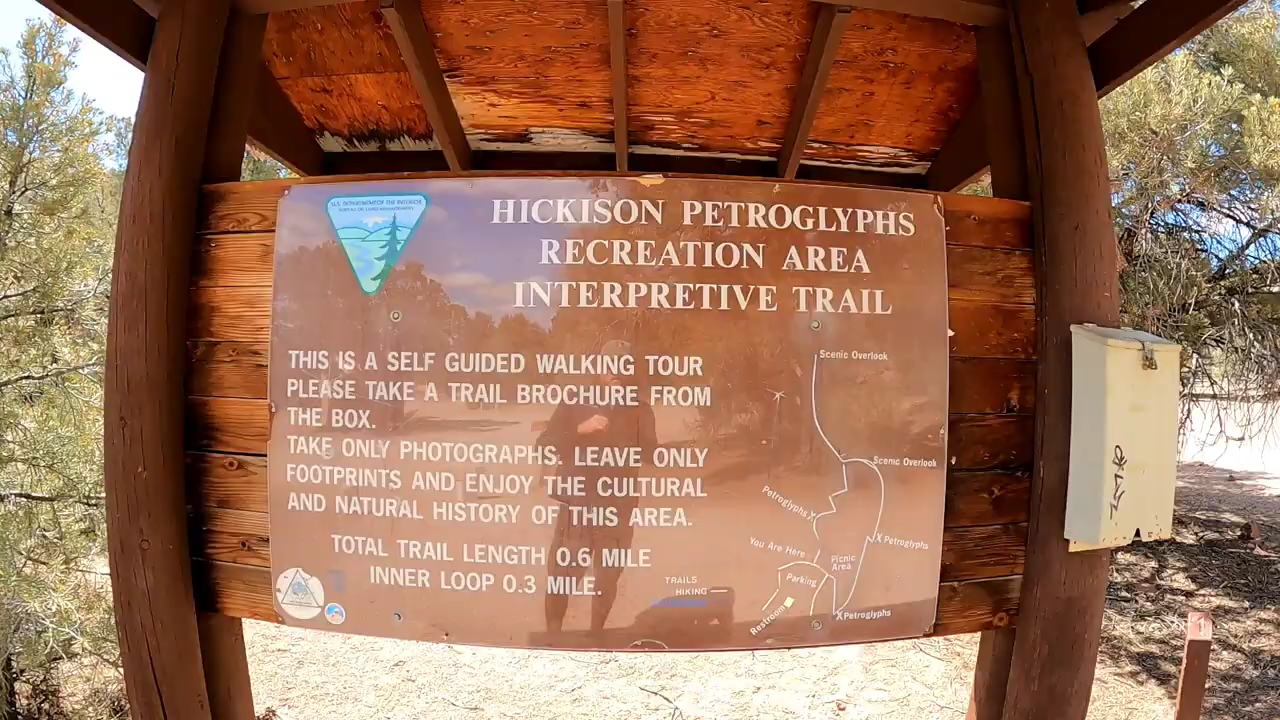 U.S. DEPARTMENT OF THE INTERIOR
BUREAU OF LAND MANAGEMENT
HICKISON PETROGLYPHS
RECREATION AREA
INTERPRETIVE TRAIL
THIS IS A SELF GUIDED WALKING TOUR
PLEASE TAKE A TRAIL BROCHURE FROM
THE BOX.
TAKE ONLY PHOTOGRAPHS. LEAVE ONLY
FOOTPRINTS AND ENJOY THE CULTURAL
AND NATURAL HISTORY OF THIS AREA.
TOTAL TRAIL LENGTH 0.6 MILE
INNER LOOP 0.3 MILE.
TRAILS
HIKING
Scenic Overlook
Scenic Overlook
Petroglyphs X
X Petroglyphs
You Are Here
Picnic
Area
Parking
Restroom
X Petroglyphs
1